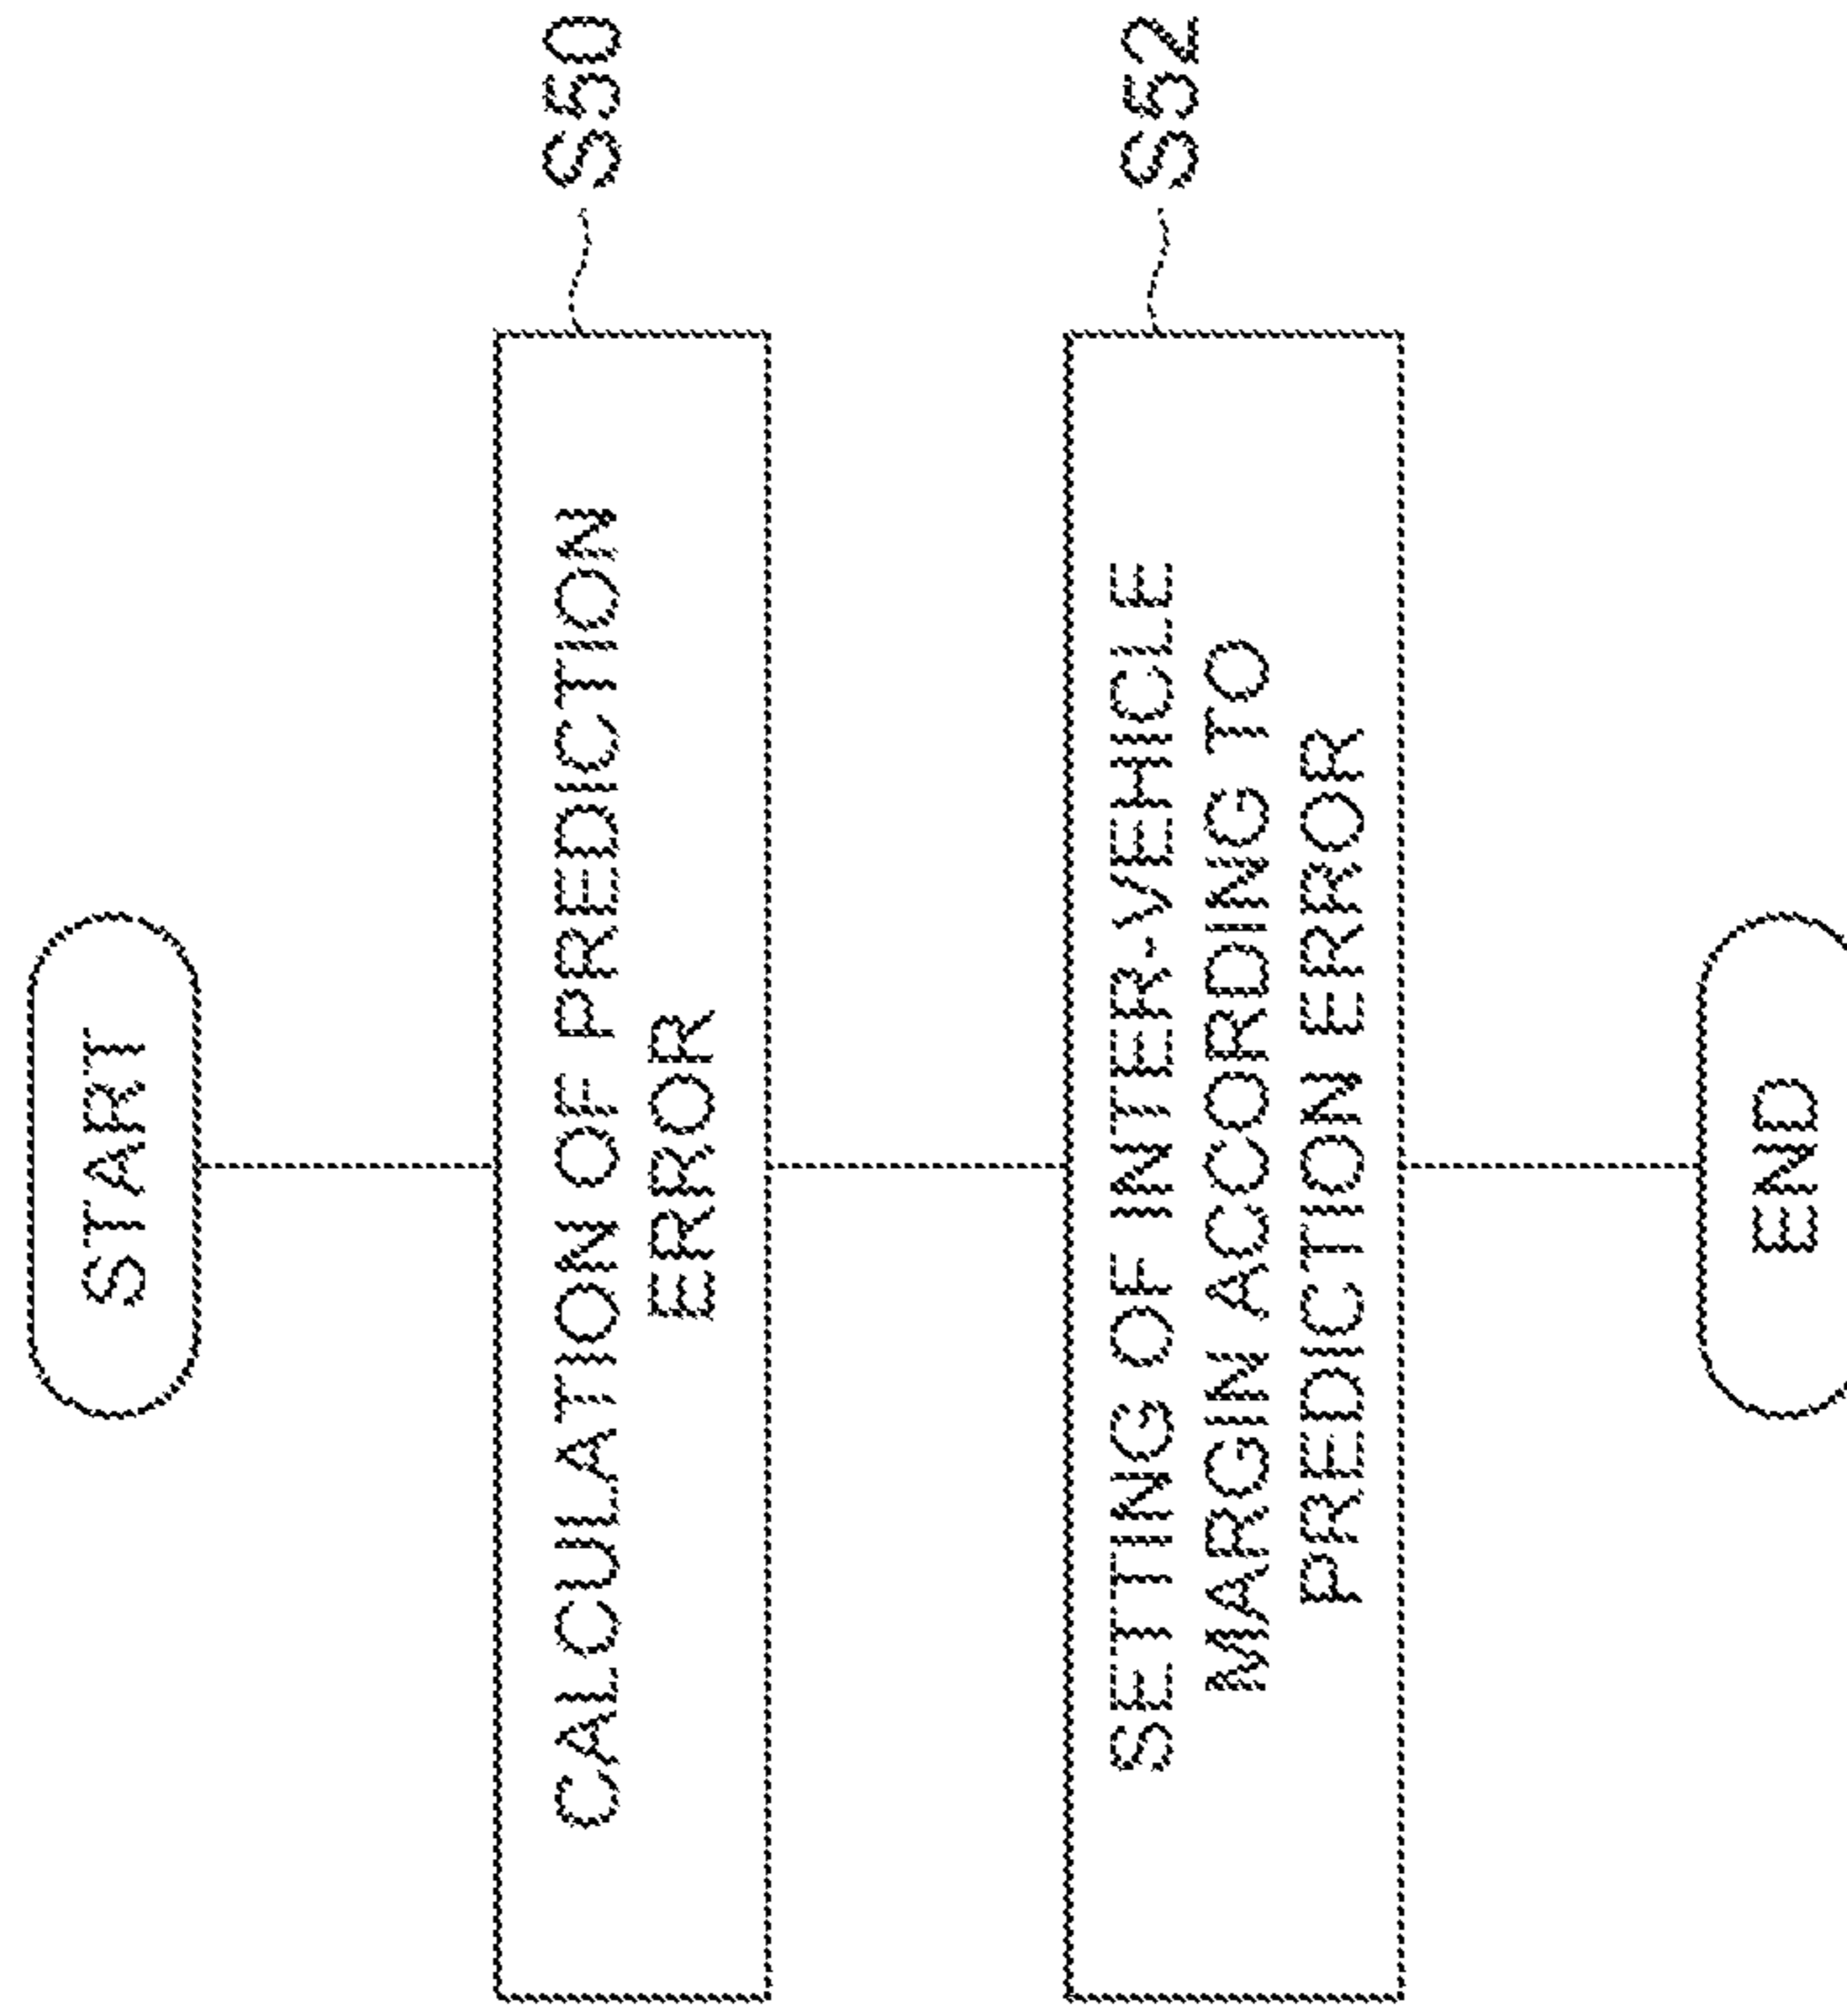 START
S50
CALCULATION OF PREDICTION
ERROR
S52
SETTING OF INTER-VEHICLE
MARGIN ACCORDING TO
PREDICTION ERROR
END